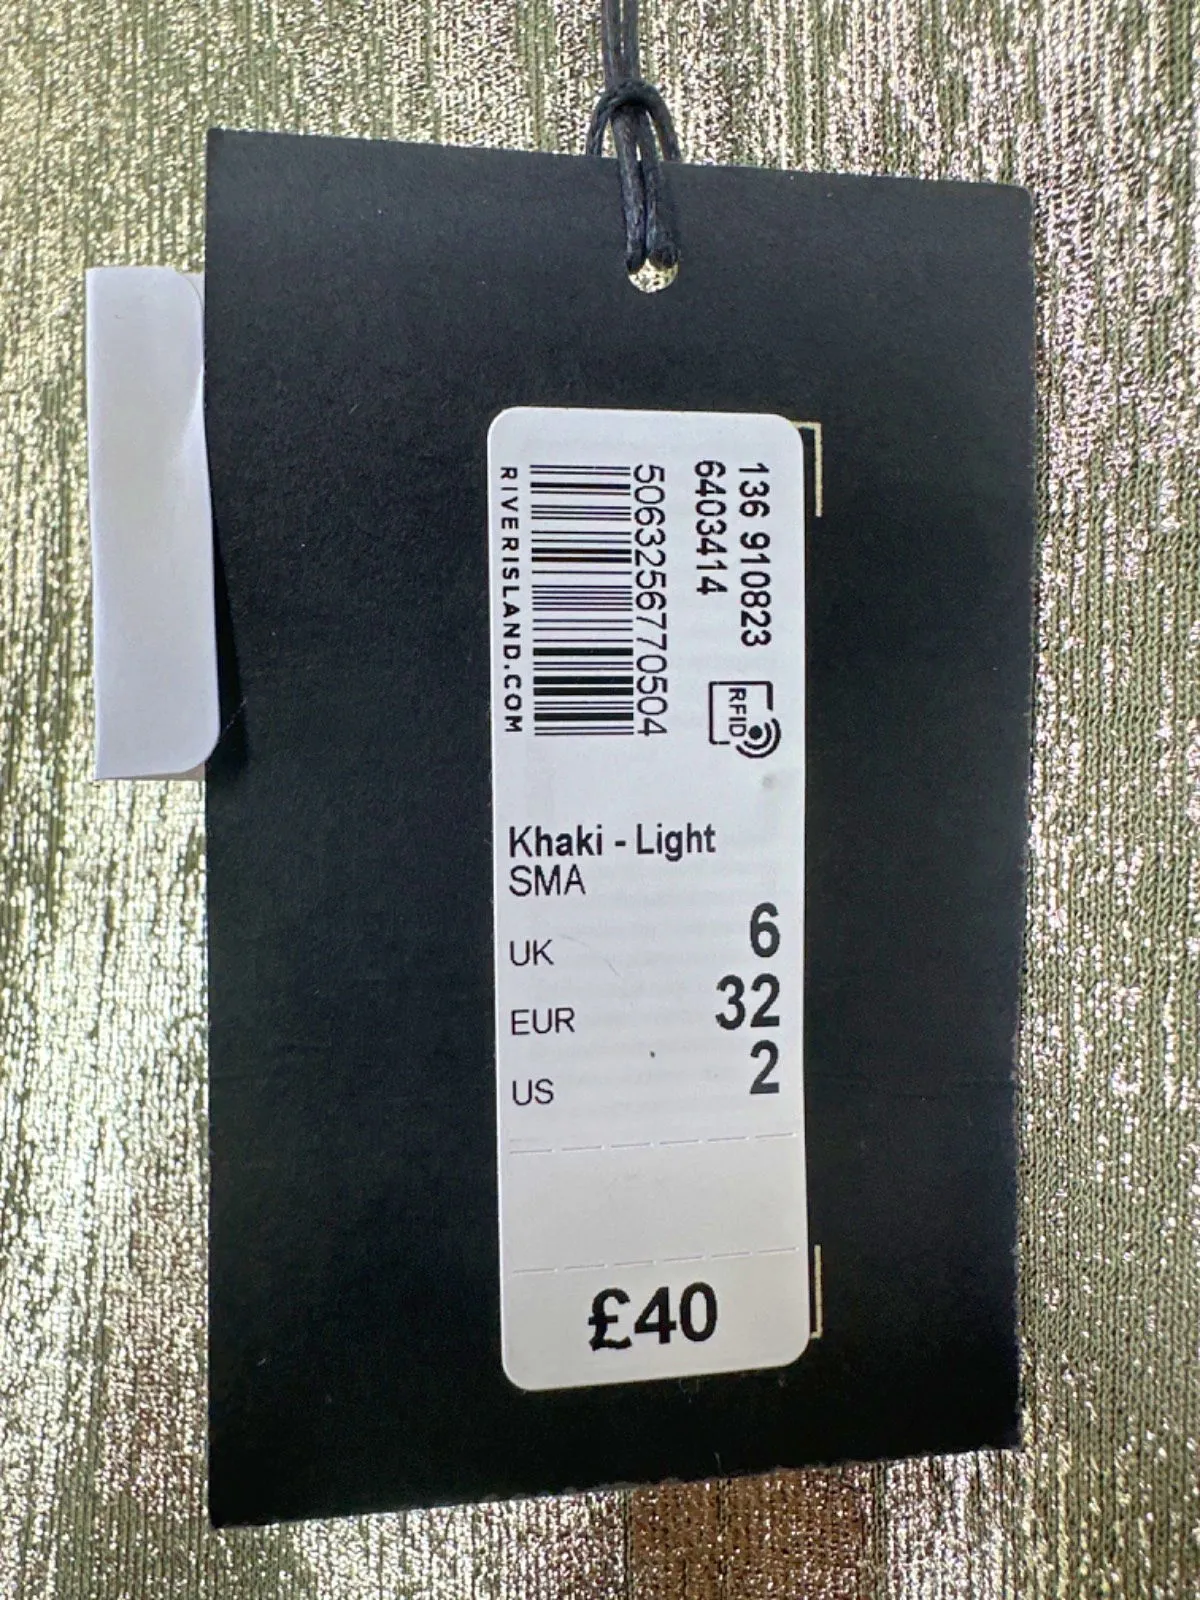 136 910823
6403414
RFID
5063256770504
RIVERISLAND.COM
Khaki - Light
SMA
UK 6
EUR 32
US 2
£40